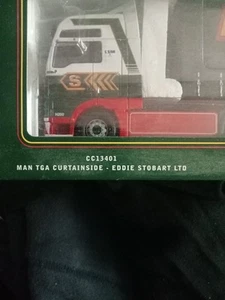 S
CC13401
MAN TGA CURTAINSIDE - EDDIE STOBART LTD